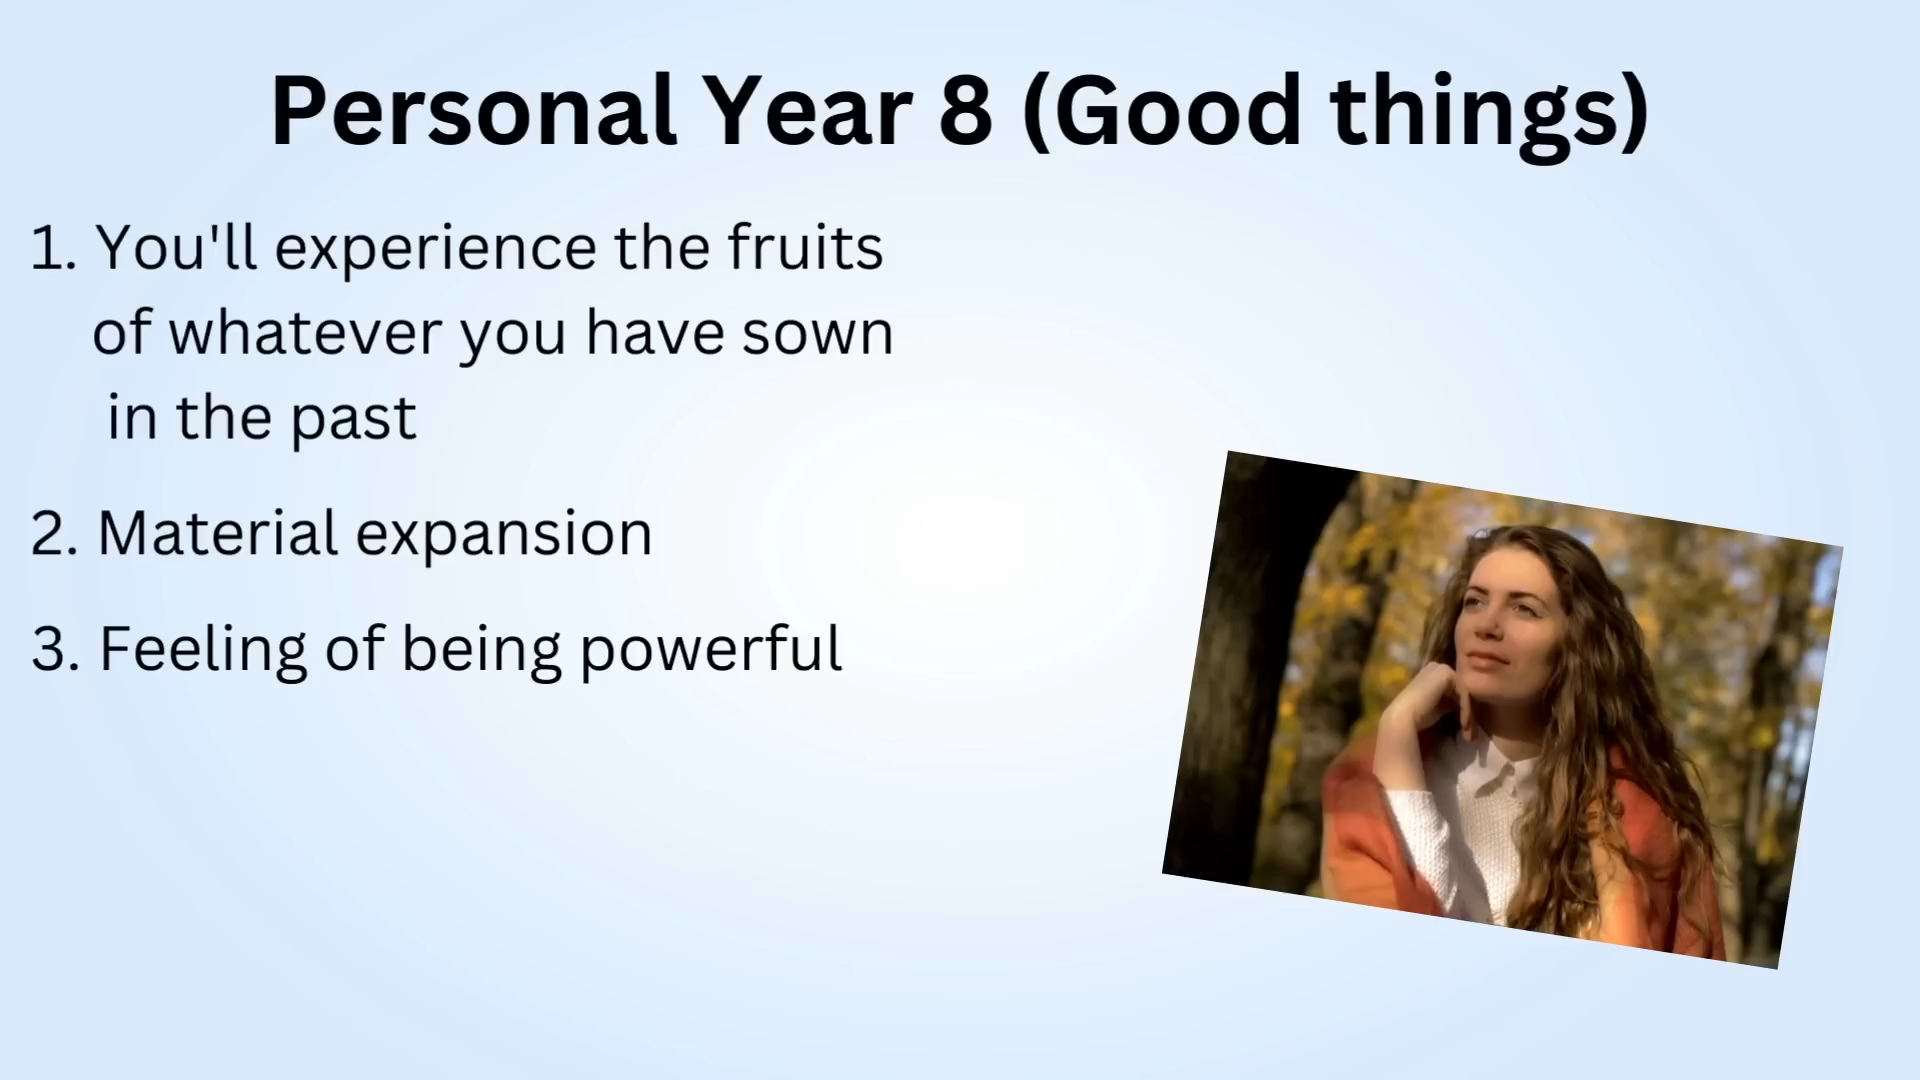 Personal Year 8 (Good things)
1. You'll experience the fruits
of whatever you have sown
in the past
2. Material expansion
3. Feeling of being powerful